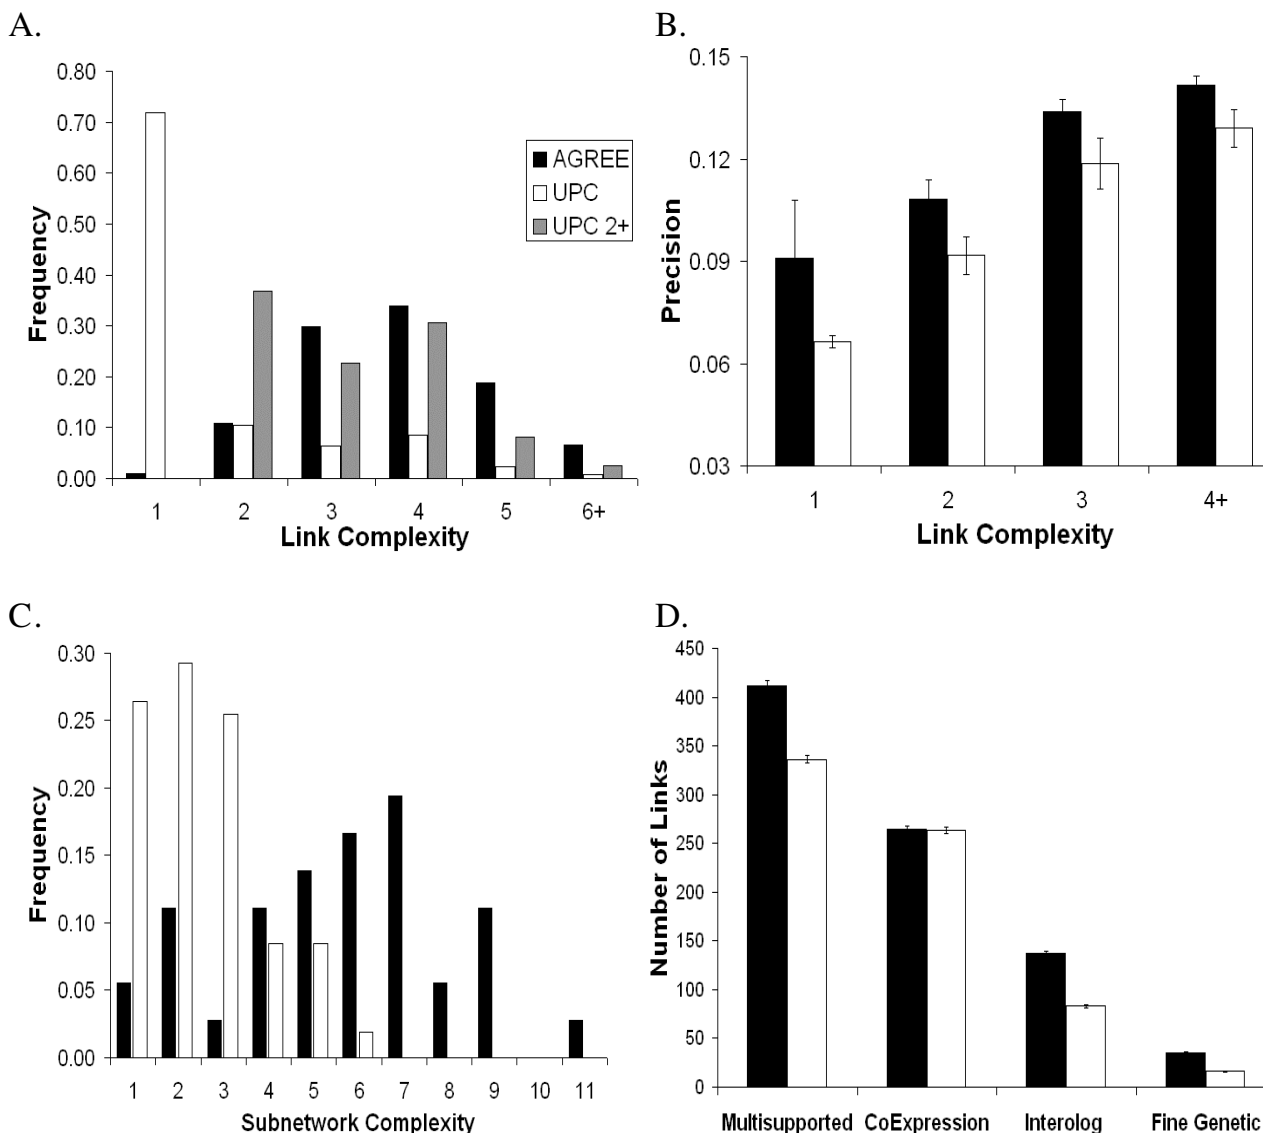 A.
0.80
0.70
0.60
0.50
0.40
0.30
0.20
0.10
0.00
Frequency
1 2 3 4 5 6+
Link Complexity
AGREE
UPC
UPC 2+
B.
0.15
0.12
0.09
0.06
0.03
Precision
1 2 3 4+
Link Complexity
C.
0.30
0.25
0.20
0.15
0.10
0.05
0.00
Frequency
1 2 3 4 5 6 7 8 9 10 11
Subnetwork Complexity
D.
450
400
350
300
250
200
150
100
50
0
Number of Links
Multisupported CoExpression Interolog Fine Genetic